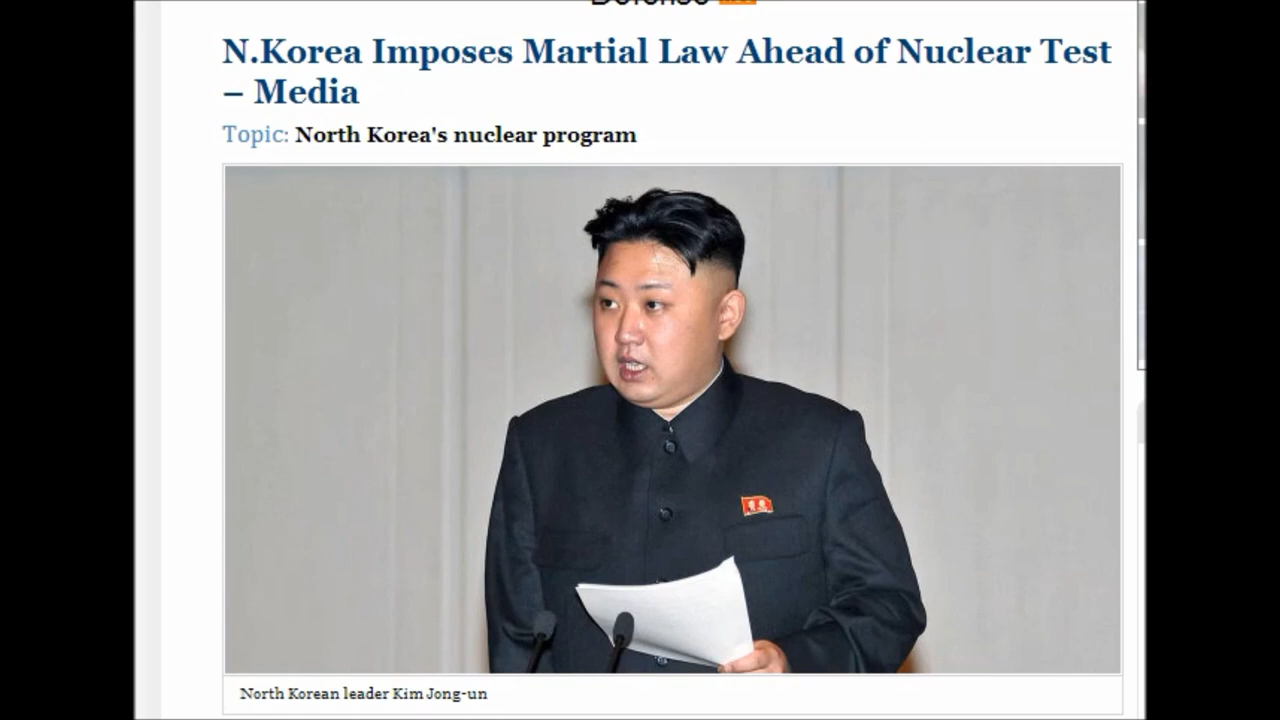 N.Korea Imposes Martial Law Ahead of Nuclear Test
– Media
Topic: North Korea's nuclear program
North Korean leader Kim Jong-un